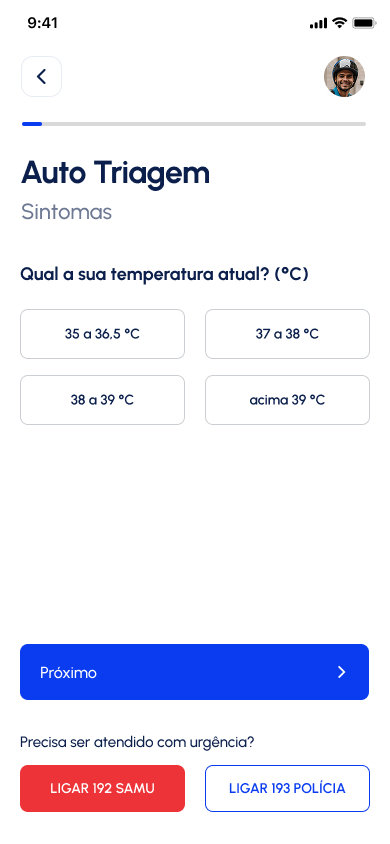 9:41
Auto Triagem
Sintomas
Qual a sua temperatura atual? (°C)
35 a 36,5 °C
37 a 38 °C
38 a 39 °C
acima 39 °C
Próximo
Precisa ser atendido com urgência?
LIGAR 192 SAMU
LIGAR 193 POLÍCIA